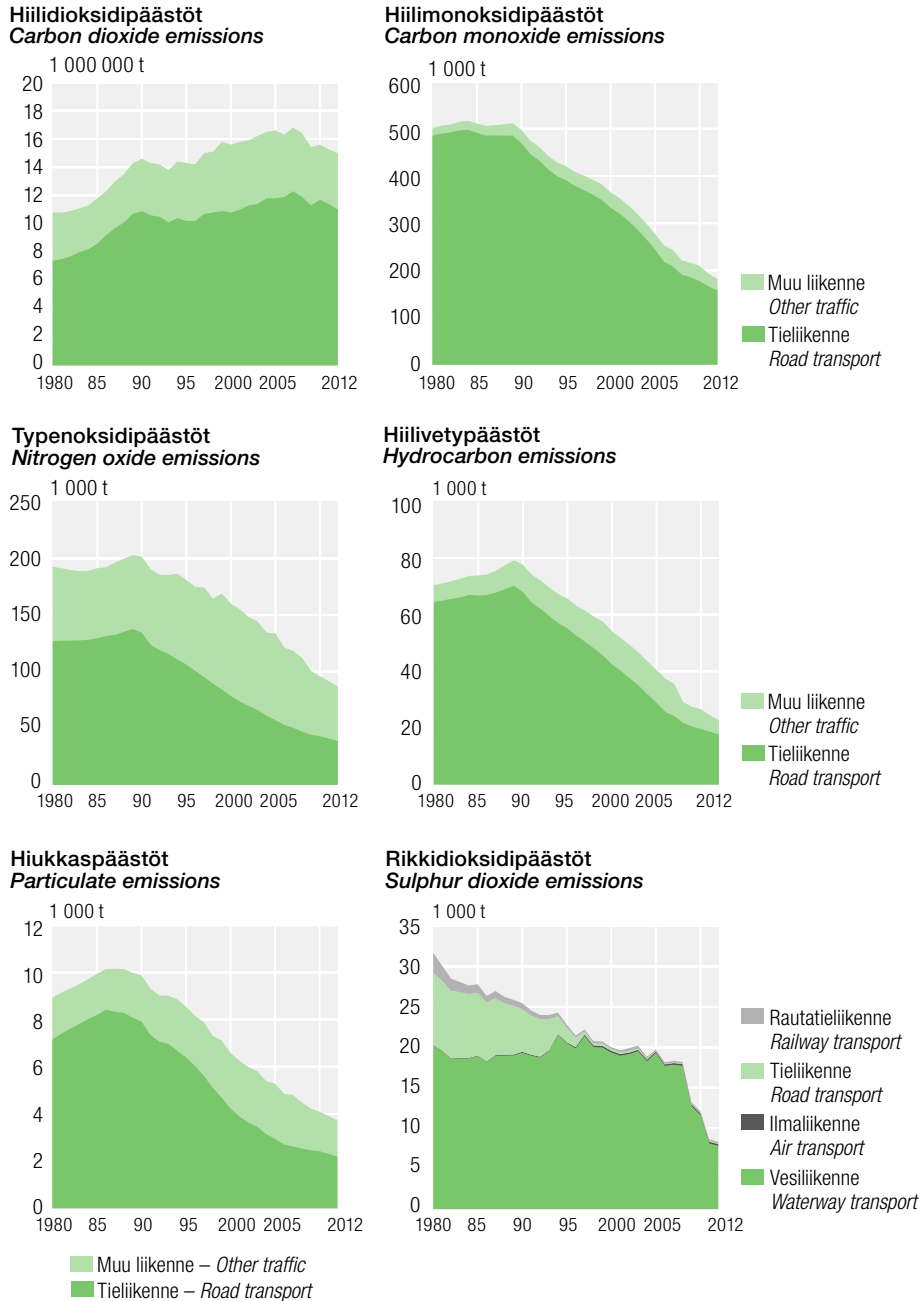 Hiilidioksidipäästöt
Carbon dioxide emissions
1 000 000 t
20
18
16
14
12
10
8
6
4
2
0
1980 85 90 95 2000 2005 2012
Hiilimonoksidipäästöt
Carbon monoxide emissions
1 000 t
600
500
400
300
200
100
0
1980 85 90 95 2000 2005 2012
Muu liikenne
Other traffic
Tieliikenne
Road transport
Typenoksidipäästöt
Nitrogen oxide emissions
1 000 t
250
200
150
100
50
0
1980 85 90 95 2000 2005 2012
Hiilivetypäästöt
Hydrocarbon emissions
1 000 t
100
80
60
40
20
0
1980 85 90 95 2000 2005 2012
Muu liikenne
Other traffic
Tieliikenne
Road transport
Hiukkaspäästöt
Particulate emissions
1 000 t
12
10
8
6
4
2
0
1980 85 90 95 2000 2005 2012
Muu liikenne – Other traffic
Tieliikenne – Road transport
Rikkidioksidipäästöt
Sulphur dioxide emissions
1 000 t
35
30
25
20
15
10
5
0
1980 85 90 95 2000 2005 2012
Rautatieliikenne
Railway transport
Tieliikenne
Road transport
Ilmaliikenne
Air transport
Vesiliikenne
Waterway transport